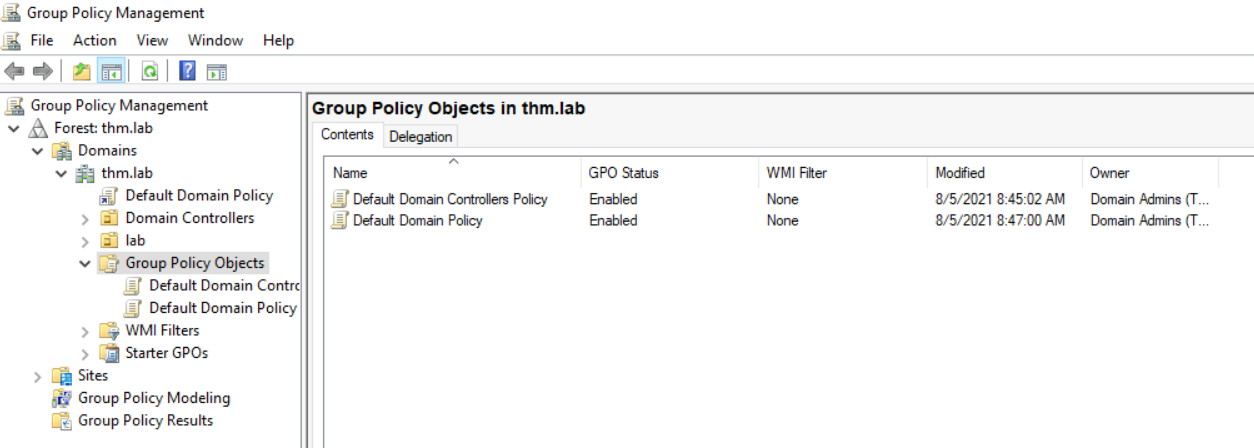 Group Policy Management
File Action View Window Help
Group Policy Management
Forest: thm.lab
Domains
thm.lab
Default Domain Policy
Domain Controllers
lab
Group Policy Objects
Default Domain Contrc
Default Domain Policy
WMI Filters
Starter GPOs
Sites
Group Policy Modeling
Group Policy Results
Group Policy Objects in thm.lab
Contents Delegation
Name GPO Status WMI Filter Modified Owner
Default Domain Controllers Policy Enabled None 8/5/2021 8:45:02 AM Domain Admins (T...
Default Domain Policy Enabled None 8/5/2021 8:47:00 AM Domain Admins (T...